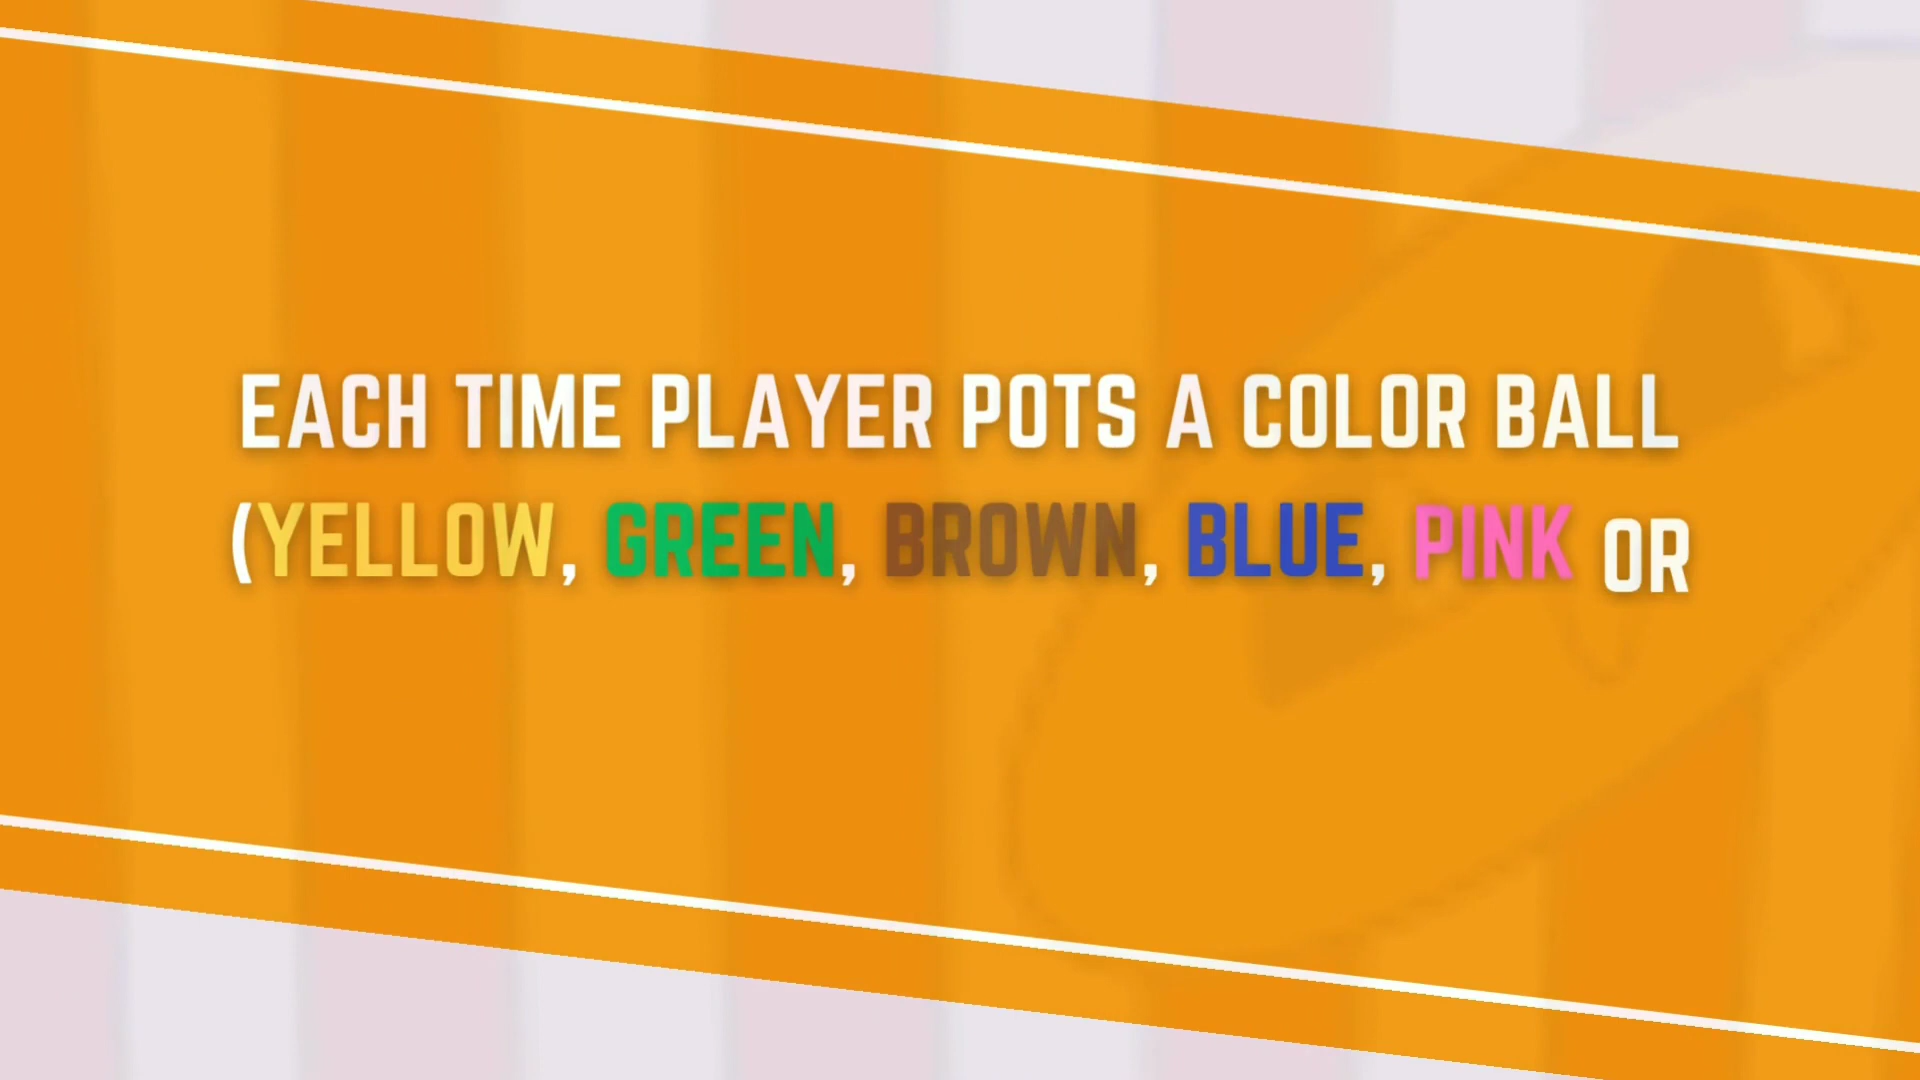 EACH TIME PLAYER POTS A COLOR BALL
(YELLOW, GREEN, BROWN, BLUE, PINK OR